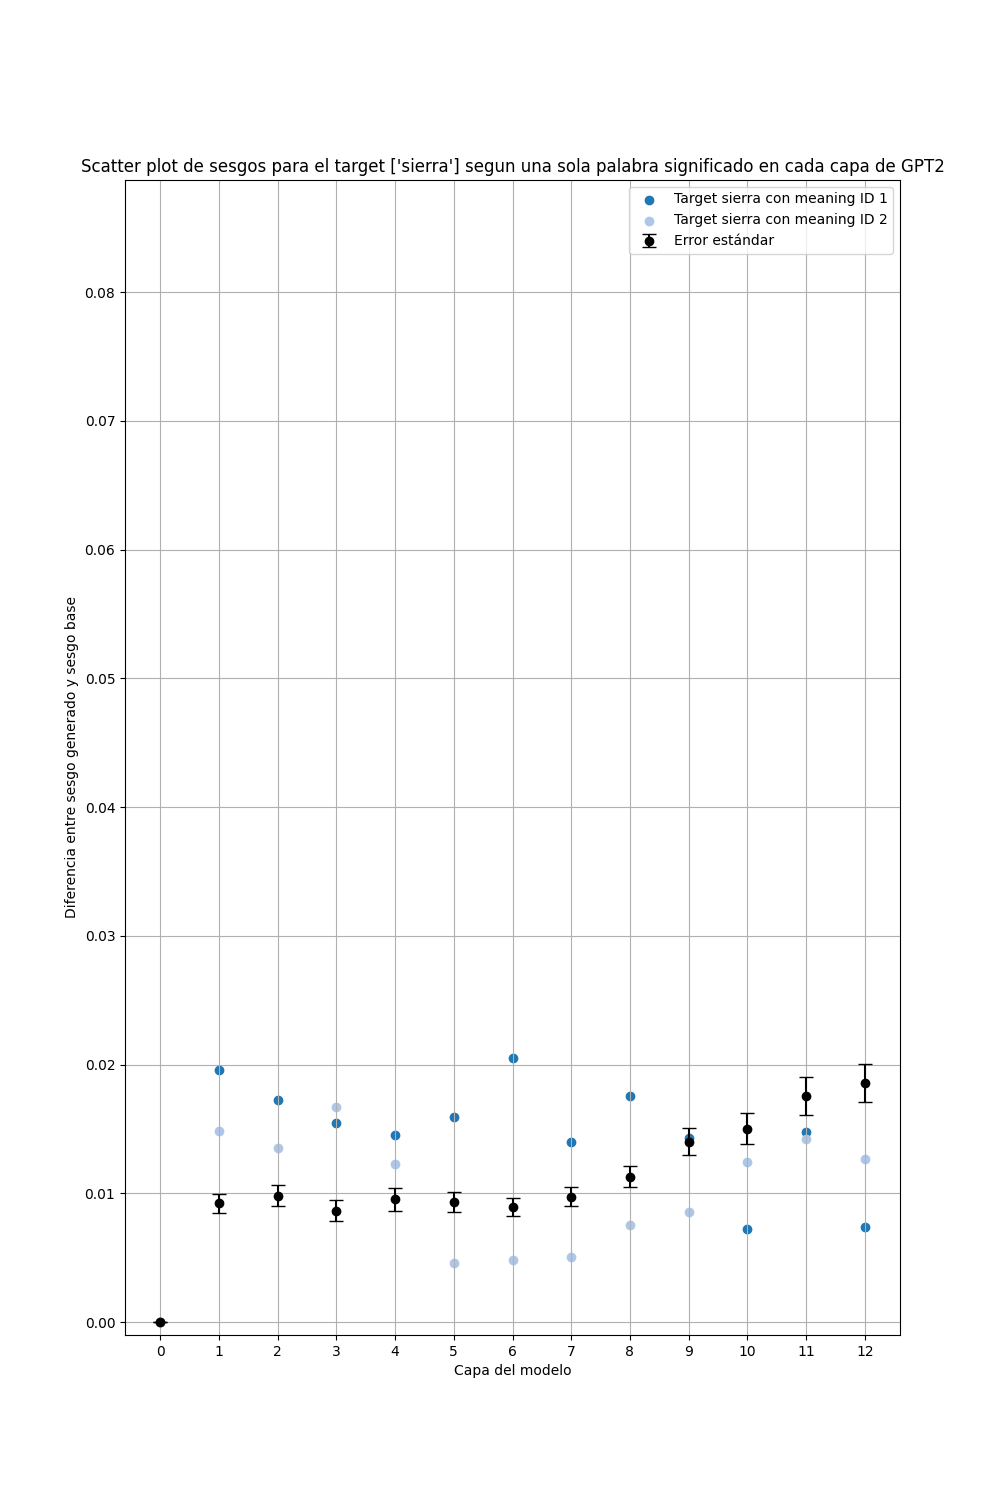 Scatter plot de sesgos para el target ['sierra'] segun una sola palabra significado en cada capa de GPT2
Target sierra con meaning ID 1
Target sierra con meaning ID 2
Error estándar
0.08
0.07
0.06
0.05
0.04
0.03
0.02
0.01
0.00
Diferencia entre sesgo generado y sesgo base
0 1 2 3 4 5 6 7 8 9 10 11 12
Capa del modelo